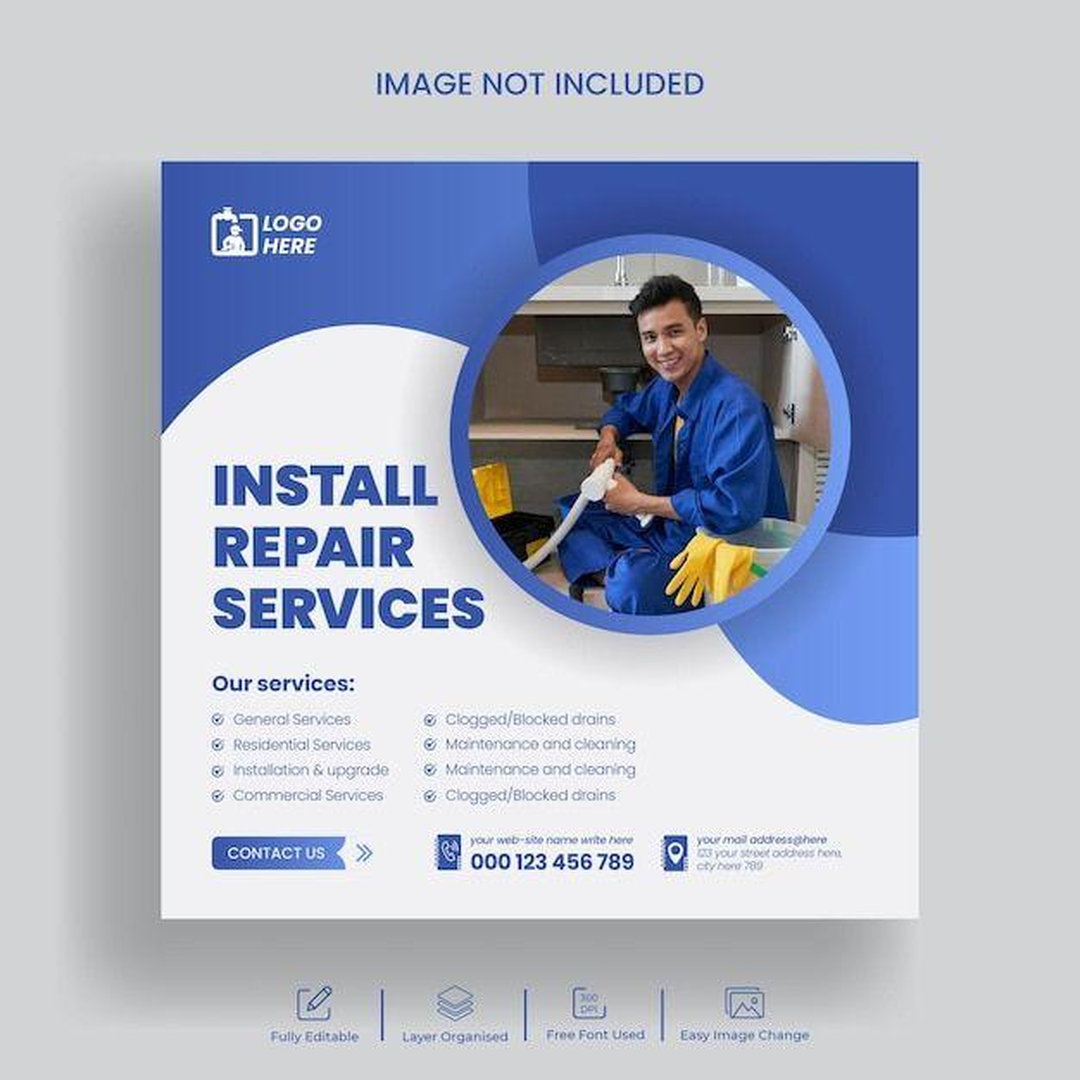 IMAGE NOT INCLUDED
LOGO
HERE
INSTALL
REPAIR
SERVICES
Our services:
General Services
Residential Services
Installation & upgrade
Commercial Services
Clogged/Blocked drains
Maintenance and cleaning
Maintenance and cleaning
Clogged/Blocked drains
CONTACT US
your web-site name write here
000 123 456 789
your mail address@here
123 your street address here,
city here 789
Fully Editable
Layer Organised
300
DPI
Free Font Used
Easy Image Change